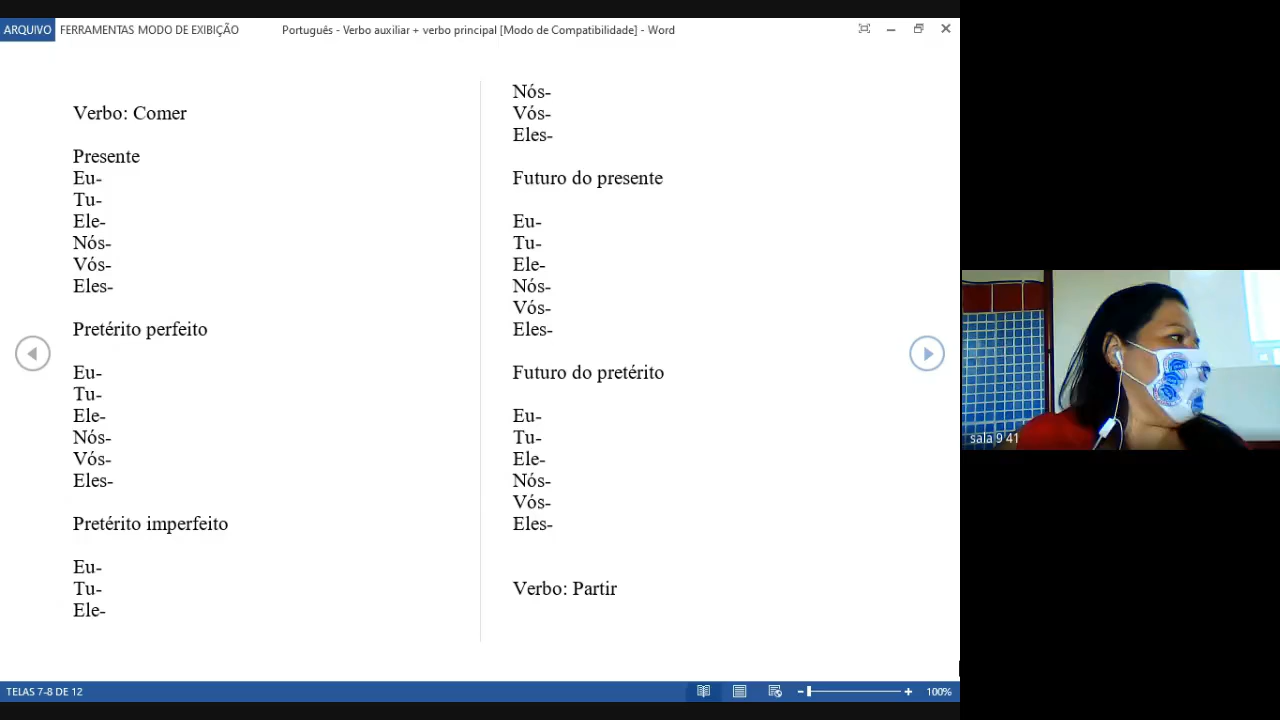 ARQUIVO FERRAMENTAS MODO DE EXIBIÇÃO Português - Verbo auxiliar + verbo principal [Modo de Compatibilidade] - Word
Verbo: Comer
Presente
Eu-
Tu-
Ele-
Nós-
Vós-
Eles-
Pretérito perfeito
Eu-
Tu-
Ele-
Nós-
Vós-
Eles-
Pretérito imperfeito
Eu-
Tu-
Ele-
Nós-
Vós-
Eles-
Futuro do presente
Eu-
Tu-
Ele-
Nós-
Vós-
Eles-
Futuro do pretérito
Eu-
Tu-
Ele-
Nós-
Vós-
Eles-
Verbo: Partir
sala 9 41
TELAS 7-8 DE 12
100%